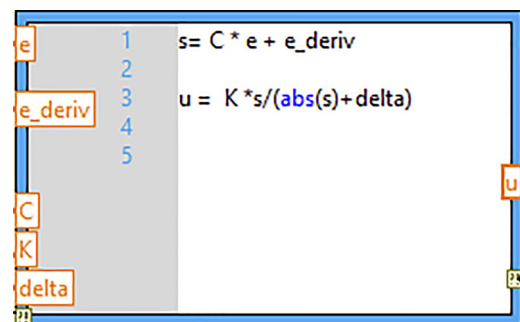 e
1 s= C * e + e_deriv
2
e_deriv
3 u = K *s/(abs(s)+delta)
4
5
u
C
K
delta